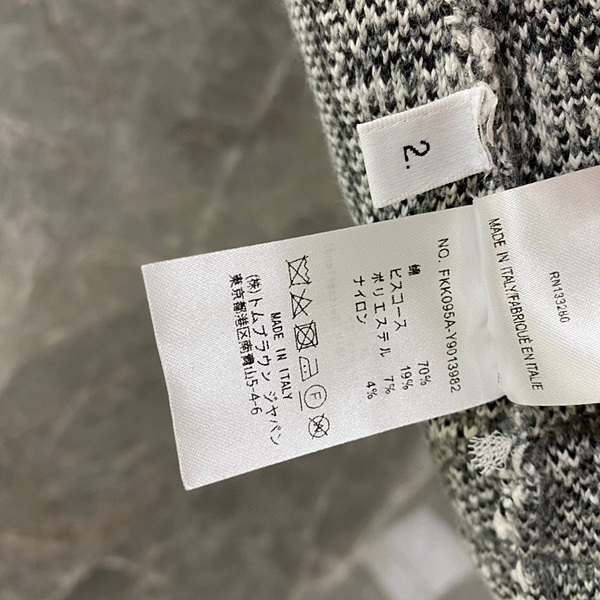 2.
RN133280
MADE IN ITALY/FABRIQUÉ EN ITALIE
NO. FKK095A-Y9013982
綿 70%
ビスコース 19%
ポリエステル 7%
ナイロン 4%
F
MADE IN ITALY
(株)トムブラウン ジャパン
東京都港区南青山5-4-6